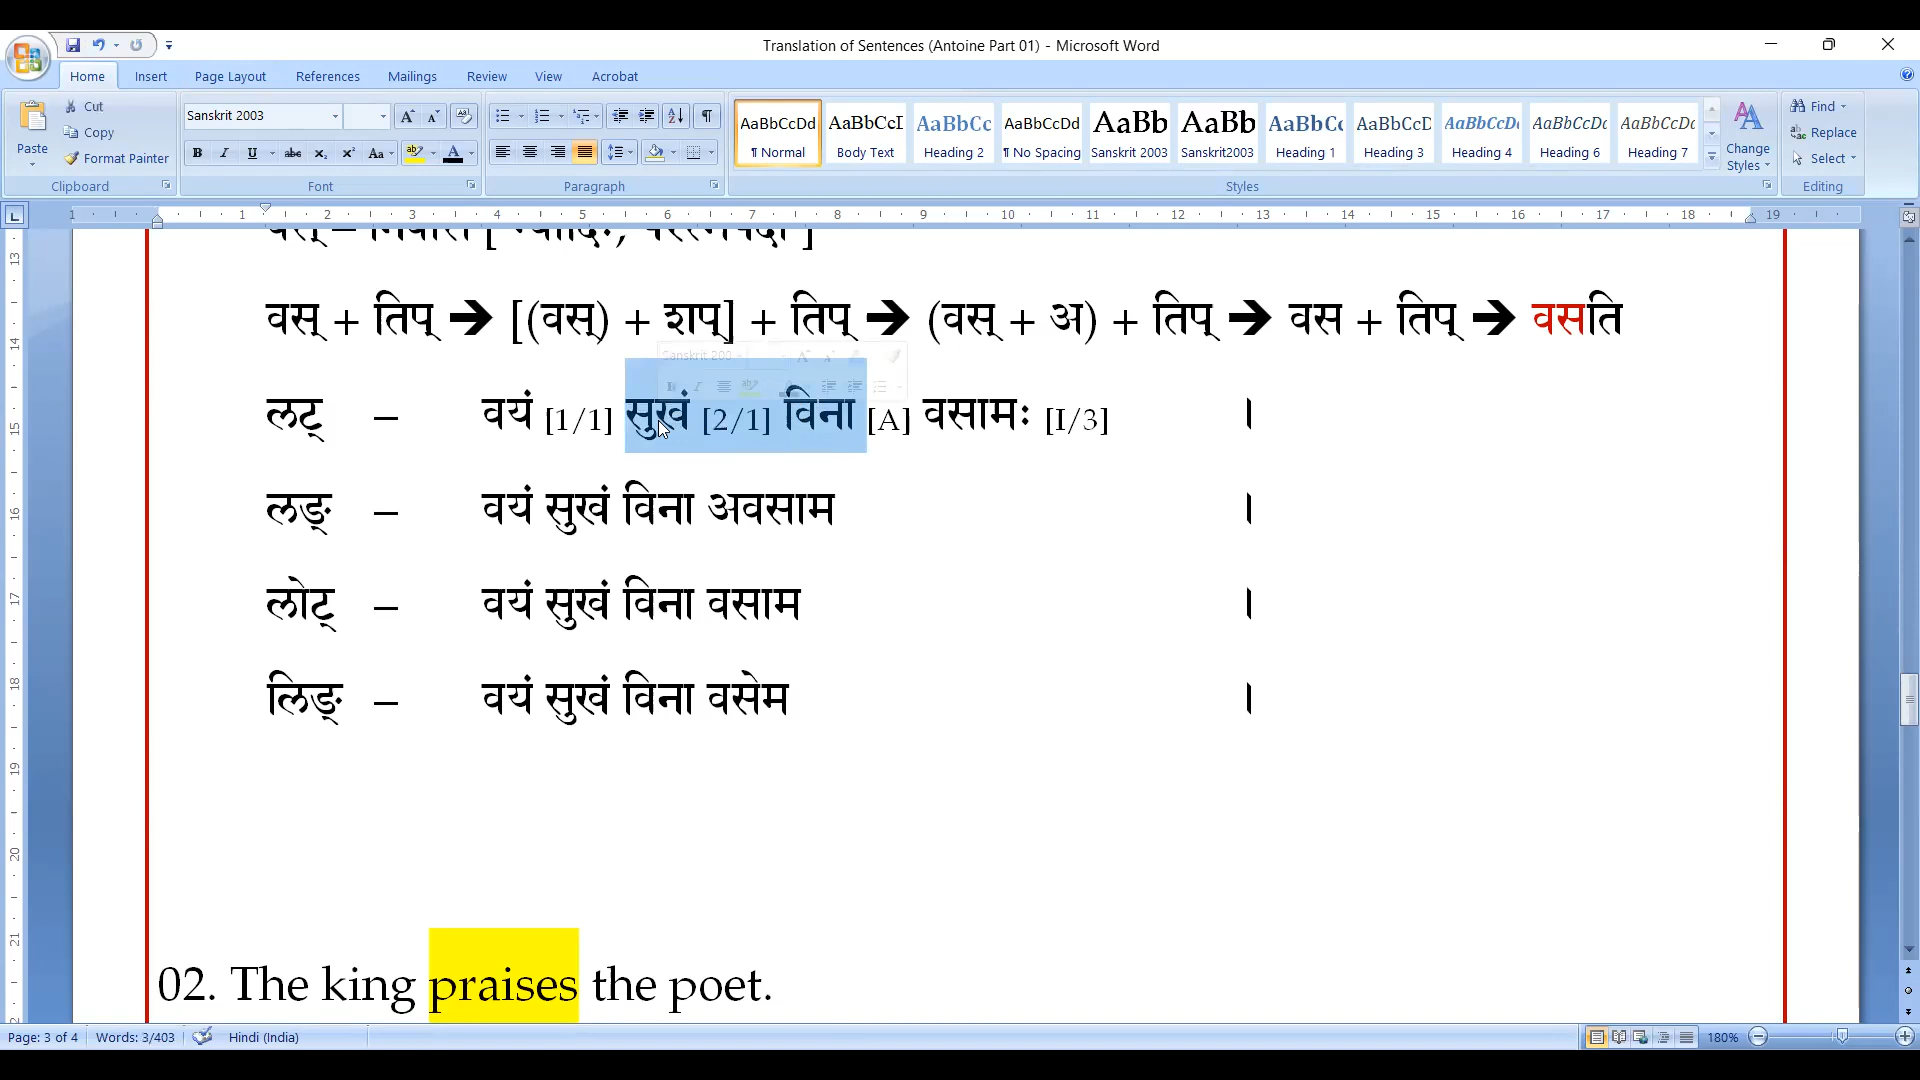 Translation of Sentences (Antoine Part 01) - Microsoft Word
Home Insert Page Layout References Mailings Review View Acrobat
Paste Cut Copy Format Painter
Clipboard
Sanskrit 2003
Font
Paragraph
AaBbCcDd AaBbCcI AaBbCc AaBbCcDd AaBb AaBb AaBbCc AaBbCcD AaBbCcDc AaBbCcDc AaBbCcDc
¶ Normal Body Text Heading 2 ¶ No Spacing Sanskrit 2003 Sanskrit2003 Heading 1 Heading 3 Heading 4 Heading 6 Heading 7
Styles
Change Styles
Find Replace Select
Editing
वस् + तिप् ➔ [(वस्) + शप्] + तिप् ➔ (वस् + अ) + तिप् ➔ वस + तिप् ➔ वसति
लट् – वयं [1/1] सुखं [2/1] विना [A] वसामः [I/3] ।
लङ् – वयं सुखं विना अवसाम ।
लोट् – वयं सुखं विना वसाम ।
लिङ् – वयं सुखं विना वसेम ।
02. The king praises the poet.
Page: 3 of 4 Words: 3/403 Hindi (India) 180%